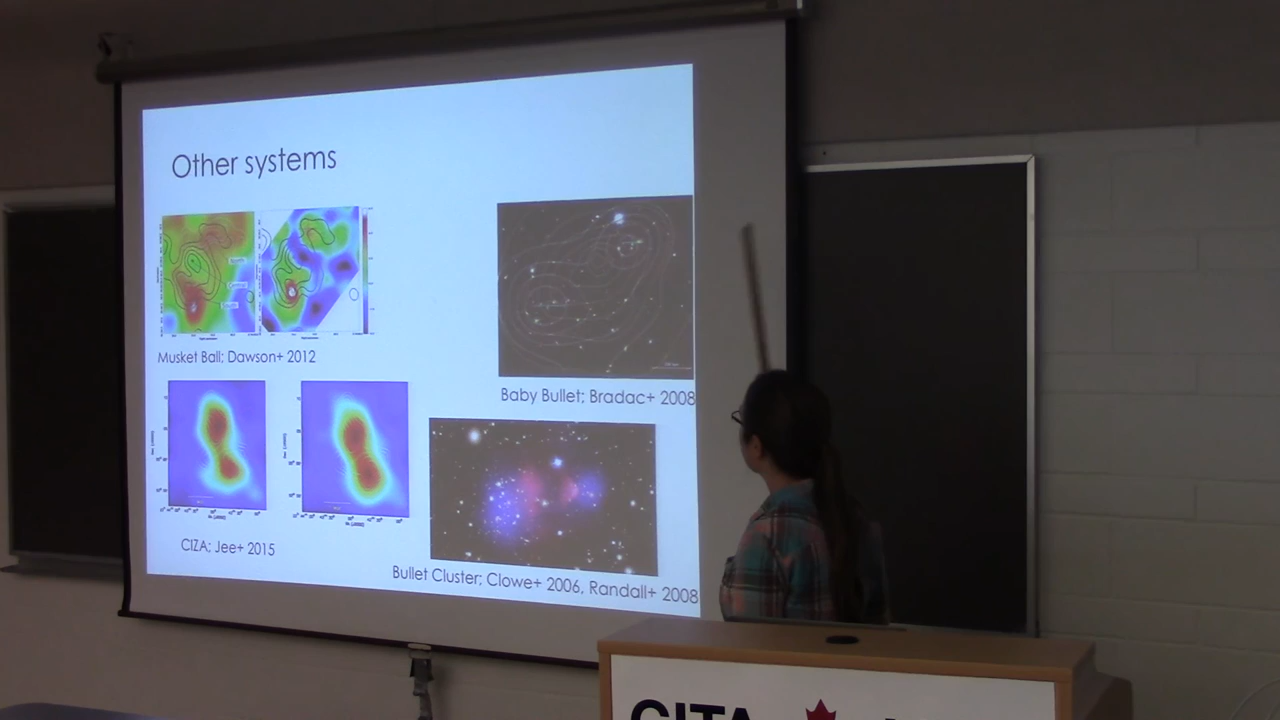 Other systems
Musket Ball; Dawson+ 2012
Baby Bullet; Bradac+ 2008
CIZA; Jee+ 2015
Bullet Cluster; Clowe+ 2006, Randall+ 2008
CITA